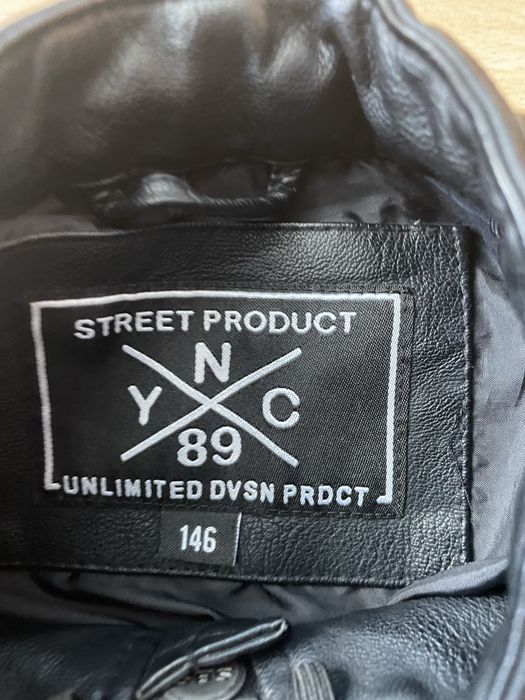 STREET PRODUCT
N
Y C
89
UNLIMITED DVSN PRDCT
146